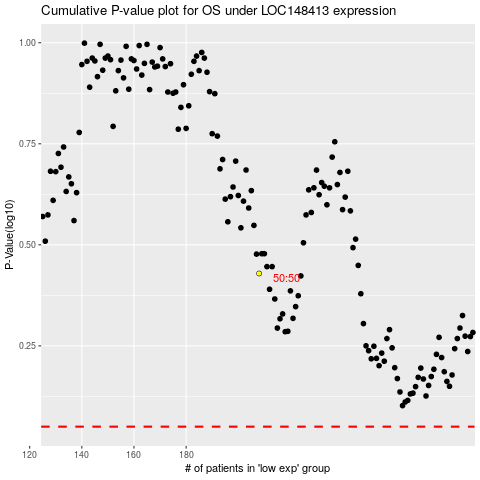 Cumulative P-value plot for OS under LOC148413 expression
P-Value(log10)
1.00
0.75
0.50
0.25
50:50
120 140 160 180
# of patients in 'low exp' group